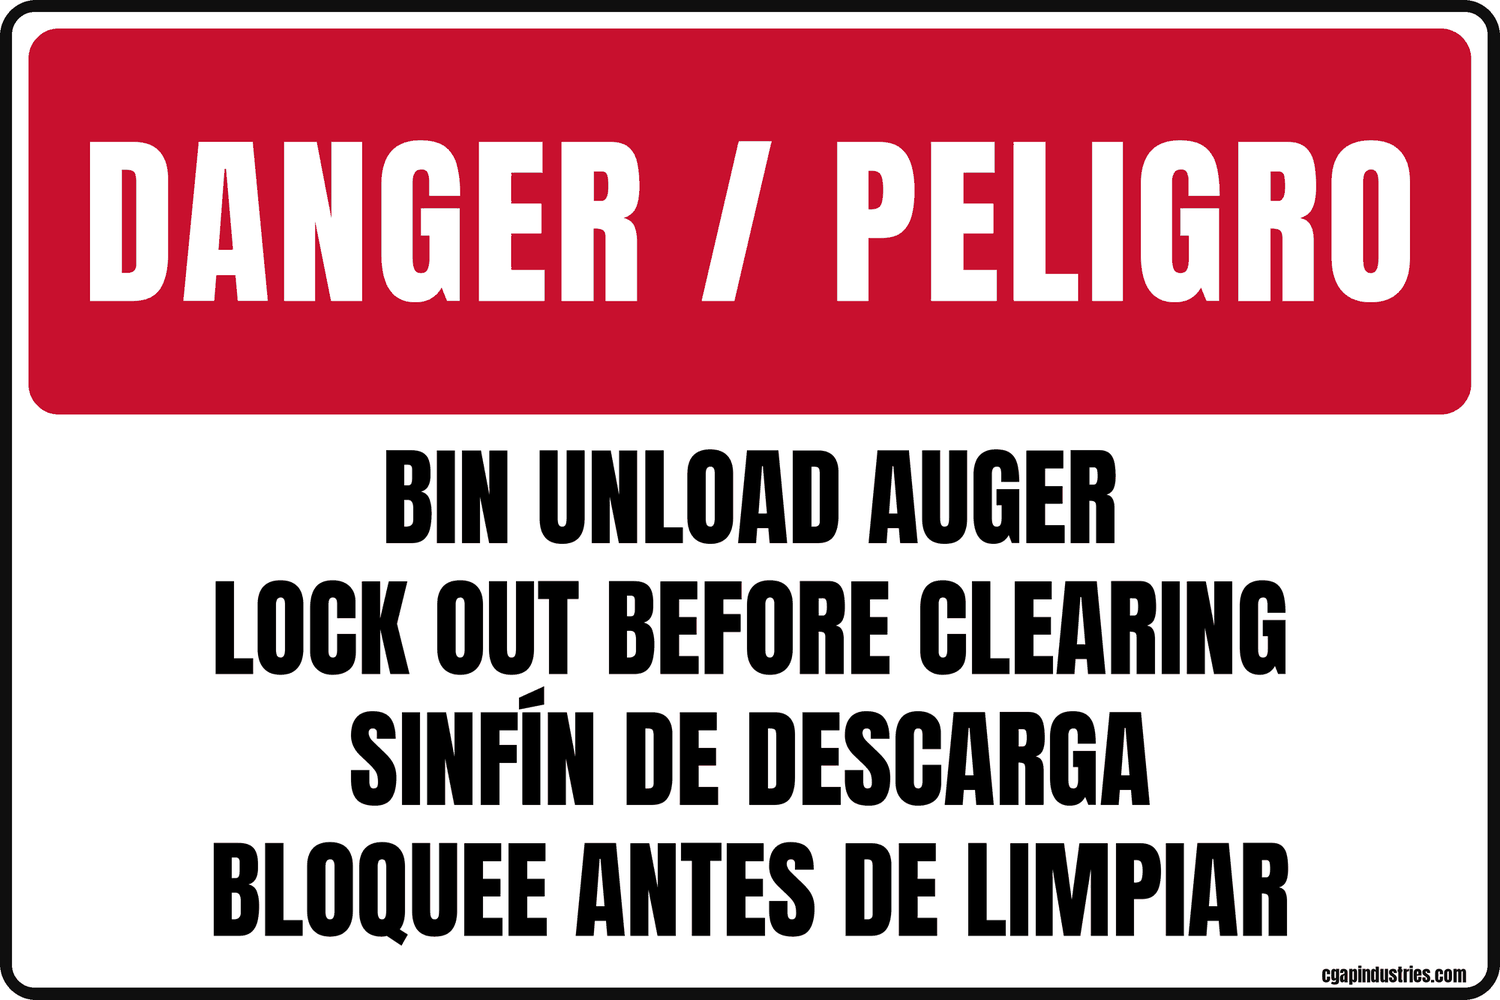 DANGER / PELIGRO
BIN UNLOAD AUGER
LOCK OUT BEFORE CLEARING
SINFÍN DE DESCARGA
BLOQUEE ANTES DE LIMPIAR
cgapindustries.com